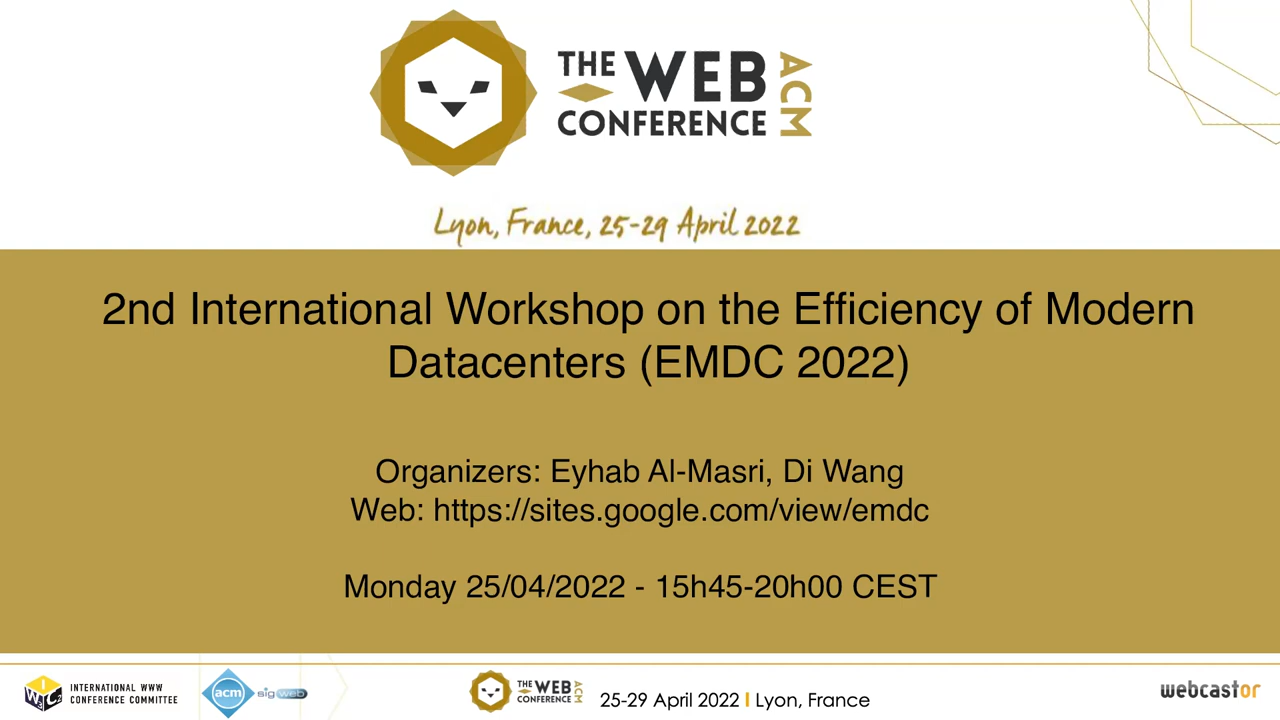 THE WEB CONFERENCE ACM
Lyon, France, 25-29 April 2022
2nd International Workshop on the Efficiency of Modern
Datacenters (EMDC 2022)
Organizers: Eyhab Al-Masri, Di Wang
Web: https://sites.google.com/view/emdc
Monday 25/04/2022 - 15h45-20h00 CEST
IW3C2
INTERNATIONAL WWW
CONFERENCE COMMITTEE
acm sigweb
THE WEB CONFERENCE ACM
25-29 April 2022 I Lyon, France
webcastor